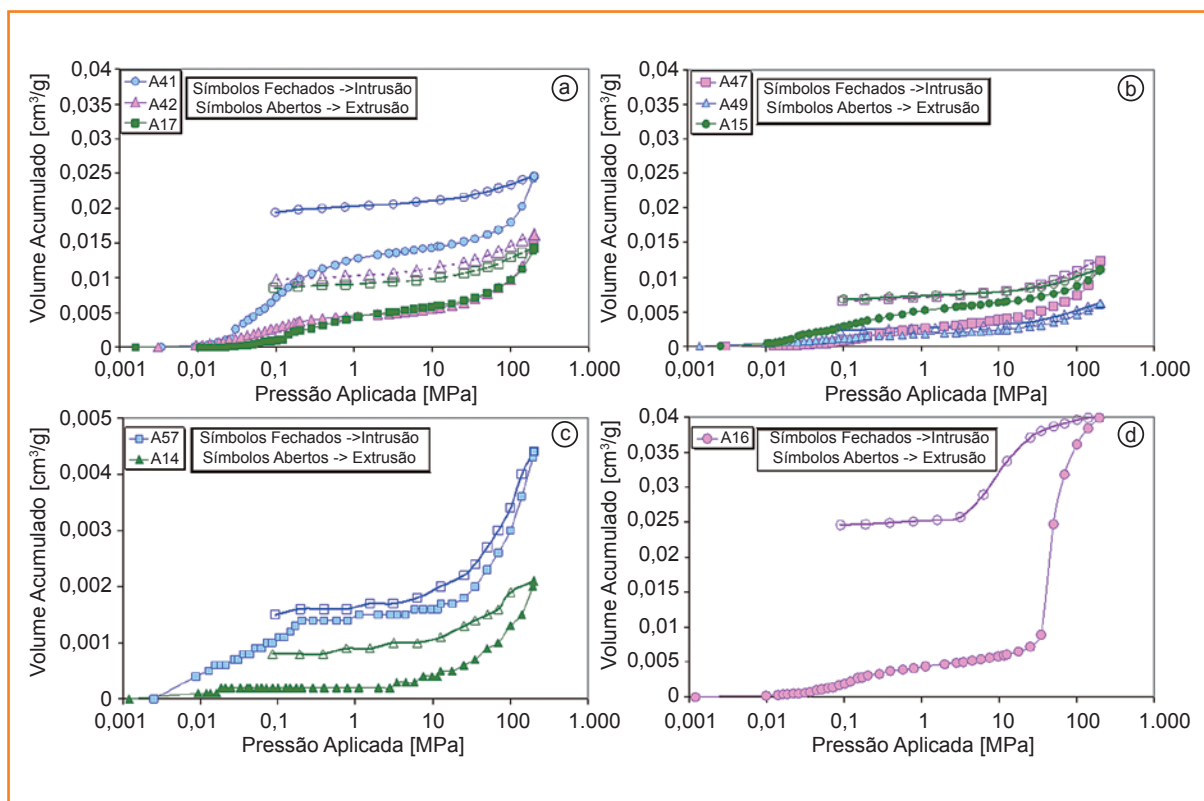 A41
A42
A17
Símbolos Fechados ->Intrusão
Símbolos Abertos -> Extrusão
a
Volume Acumulado [cm³/g]
0,04
0,035
0,03
0,025
0,02
0,015
0,01
0,005
0
0,001 0,01 0,1 1 10 100 1.000
Pressão Aplicada [MPa]
A47
A49
A15
Símbolos Fechados ->Intrusão
Símbolos Abertos -> Extrusão
b
Volume Acumulado [cm³/g]
0,04
0,035
0,03
0,025
0,02
0,015
0,01
0,005
0
0,001 0,01 0,1 1 10 100 1.000
Pressão Aplicada [MPa]
A57
A14
Símbolos Fechados ->Intrusão
Símbolos Abertos -> Extrusão
c
Volume Acumulado [cm³/g]
0,005
0,004
0,003
0,002
0,001
0
0,0012 0,01 0,1 1 10 100 1.000
Pressão Aplicada [MPa]
A16
Símbolos Fechados ->Intrusão
Símbolos Abertos -> Extrusão
d
Volume Acumulado [cm³/g]
0,04
0,035
0,03
0,025
0,02
0,010
0,010
0,005
0
0,001 0,01 0,1 1 10 100 1.000
Pressão Aplicada [MPa]